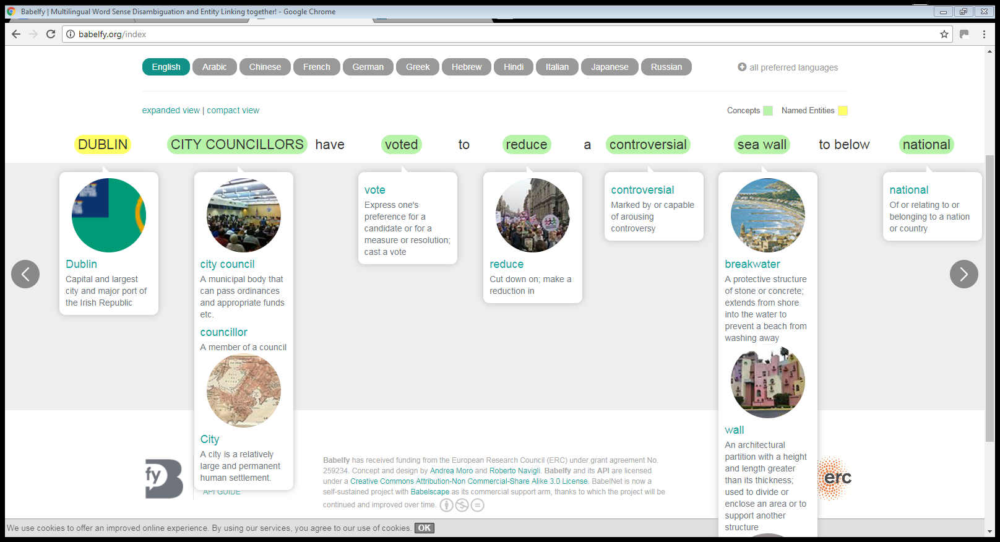 Babelfy | Multilingual Word Sense Disambiguation and Entity Linking together! - Google Chrome
babelfy.org/index
English Arabic Chinese French German Greek Hebrew Hindi Italian Japanese Russian all preferred languages
expanded view | compact view Concepts Named Entities
DUBLIN CITY COUNCILLORS have voted to reduce a controversial sea wall to below national
Dublin
Capital and largest
city and major port of
the Irish Republic
city council
A municipal body that
can pass ordinances
and appropriate funds
etc.
councillor
A member of a council
City
A city is a relatively
large and permanent
human settlement.
vote
Express one's
preference for a
candidate or for a
measure or resolution;
cast a vote
reduce
Cut down on; make a
reduction in
controversial
Marked by or capable
of arousing
controversy
breakwater
A protective structure
of stone or concrete;
extends from shore
into the water to
prevent a beach from
washing away
wall
An architectural
partition with a height
and length greater
than its thickness;
used to divide or
enclose an area or to
support another
structure
national
Of or relating to or
belonging to a nation
or country
fy
API GUIDE
Babelfy has received funding from the European Research Council (ERC) under grant agreement No.
259234. Concept and design by Andrea Moro and Roberto Navigli. Babelfy and its API are licensed
under a Creative Commons Attribution-Non Commercial-Share Alike 3.0 License. BabelNet is now a
self-sustained project with Babelscape as its commercial support arm, thanks to which the project will be
continued and improved over time.
erc
We use cookies to offer an improved online experience. By using our services, you agree to our use of cookies. OK